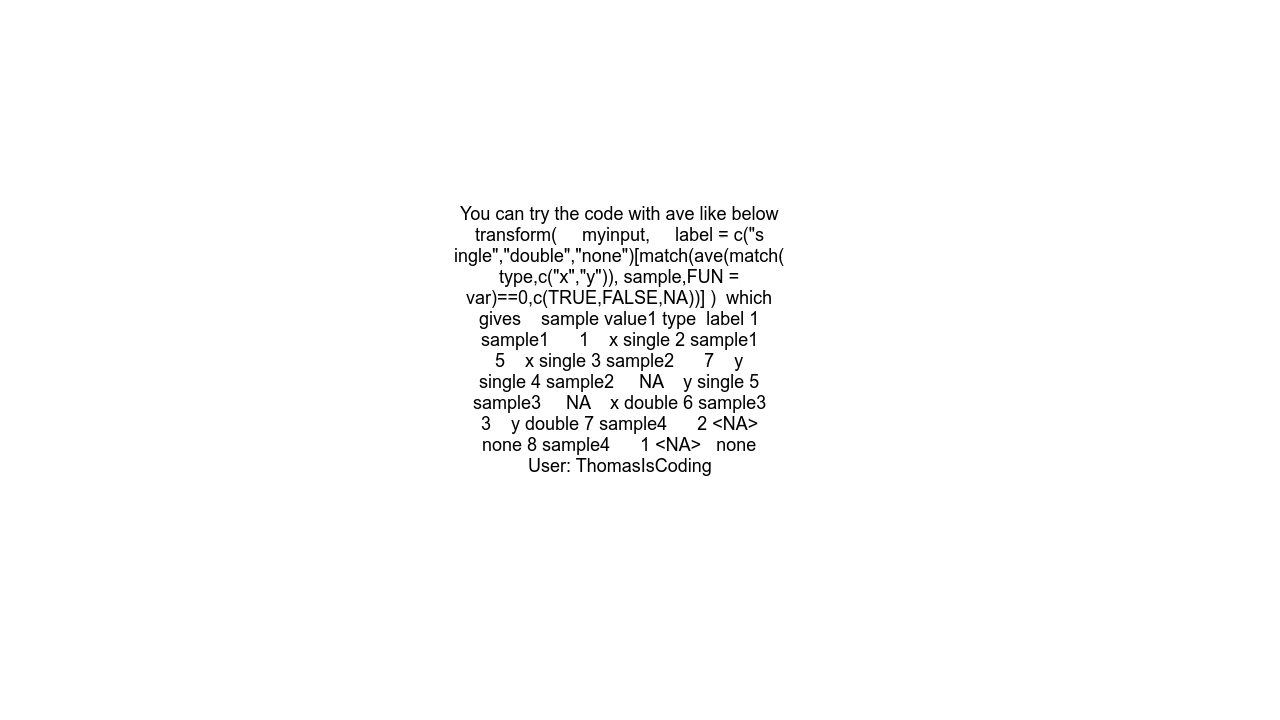 You can try the code with ave like below
transform(     myinput,     label = c("s
ingle","double","none")[match(ave(match(
type,c("x","y")), sample,FUN =
var)==0,c(TRUE,FALSE,NA))] )  which
gives    sample value1 type  label 1
sample1      1    x single 2 sample1
5    x single 3 sample2      7    y
single 4 sample2     NA    y single 5
sample3     NA    x double 6 sample3
3    y double 7 sample4      2 <NA>
none 8 sample4      1 <NA>   none
User: ThomasIsCoding